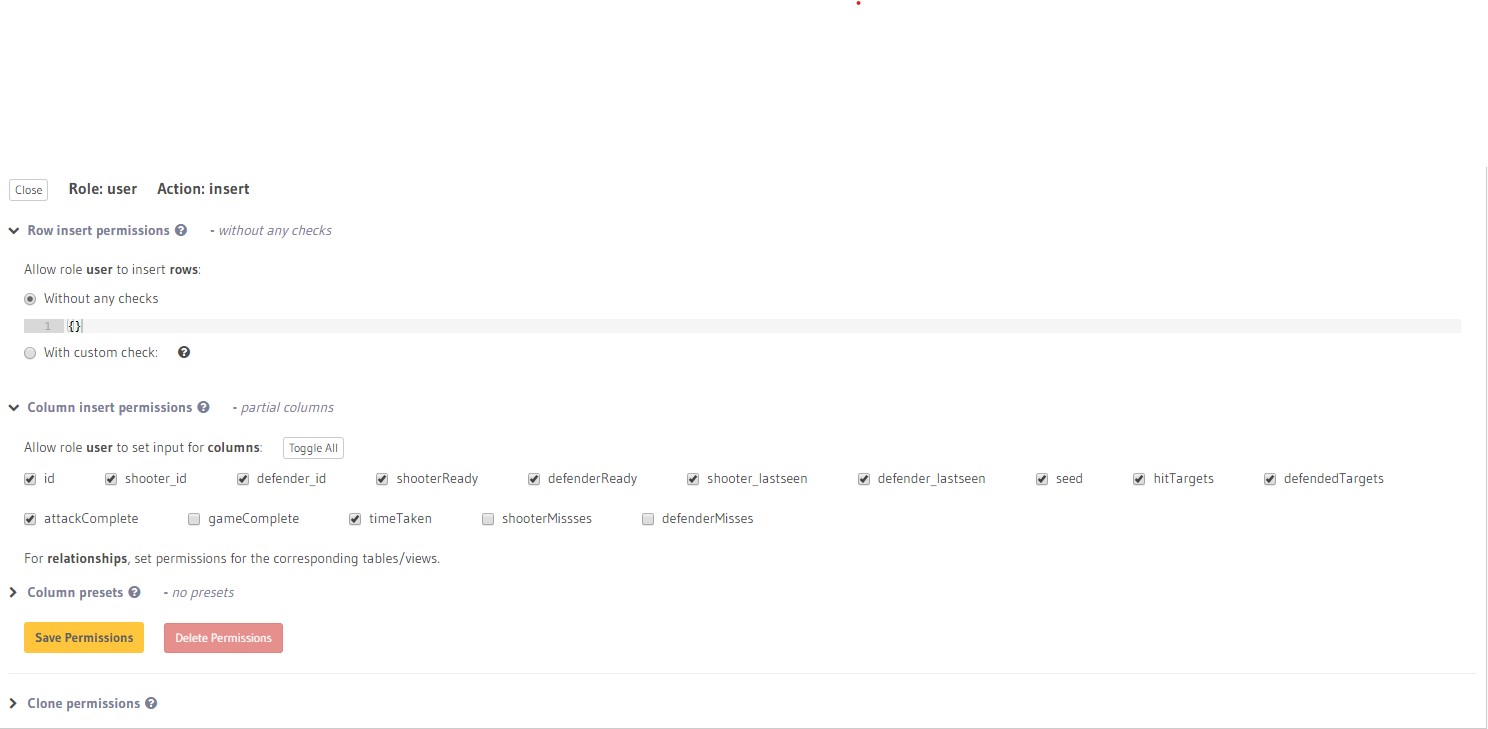 Close Role: user Action: insert
Row insert permissions - without any checks
Allow role user to insert rows:
Without any checks
1 {}
With custom check:
Column insert permissions - partial columns
Allow role user to set input for columns: Toggle All
id shooter_id defender_id shooterReady defenderReady shooter_lastseen defender_lastseen seed hitTargets defendedTargets
attackComplete gameComplete timeTaken shooterMissses defenderMisses
For relationships, set permissions for the corresponding tables/views.
Column presets - no presets
Save Permissions Delete Permissions
Clone permissions